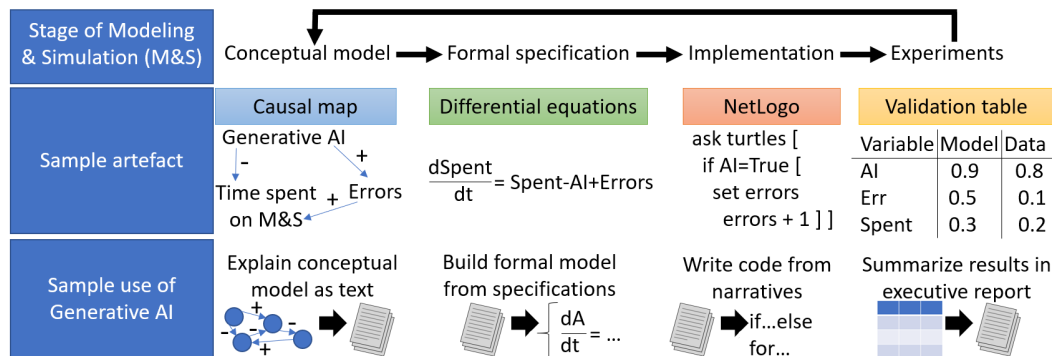 Stage of Modeling
& Simulation (M&S)
Conceptual model
Formal specification
Implementation
Experiments
Sample artefact
Causal map
Generative AI
-
+
Time spent
on M&S
+
Errors
Differential equations
dSpent
dt
= Spent-AI+Errors
NetLogo
ask turtles [
if AI=True [
set errors
errors + 1 ] ]
Validation table
Variable Model Data
AI 0.9 0.8
Err 0.5 0.1
Spent 0.3 0.2
Sample use of
Generative AI
Explain conceptual
model as text
+
- - -
+
Build formal model
from specifications
dA
dt
= ...
Write code from
narratives
if...else
for...
Summarize results in
executive report